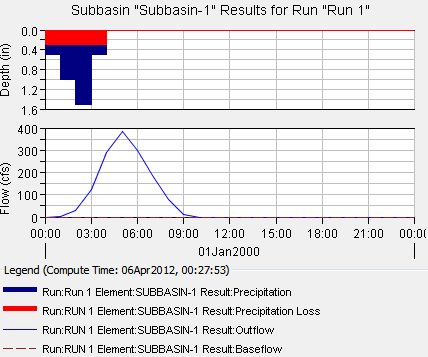 Subbasin "Subbasin-1" Results for Run "Run 1"
Depth (in)
0.0
0.4
0.8
1.2
1.6
Flow (cfs)
400
300
200
100
0
00:00 03:00 06:00 09:00 12:00 15:00 18:00 21:00 00:00
01Jan2000
Legend (Compute Time: 06Apr2012, 00:27:53)
Run:RUN 1 Element:SUBBASIN-1 Result:Precipitation
Run:RUN 1 Element:SUBBASIN-1 Result:Precipitation Loss
Run:RUN 1 Element:SUBBASIN-1 Result:Outflow
Run:RUN 1 Element:SUBBASIN-1 Result:Baseflow